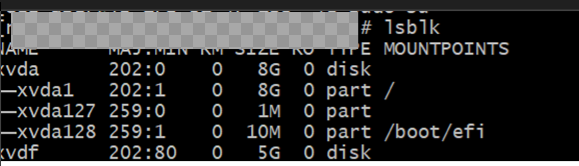 # lsblk
NAME MAJ:MIN RM SIZE RO TYPE MOUNTPOINTS
xvda 202:0 0 8G 0 disk
─xvda1 202:1 0 8G 0 part /
─xvda127 259:0 0 1M 0 part
─xvda128 259:1 0 10M 0 part /boot/efi
xvdf 202:80 0 5G 0 disk